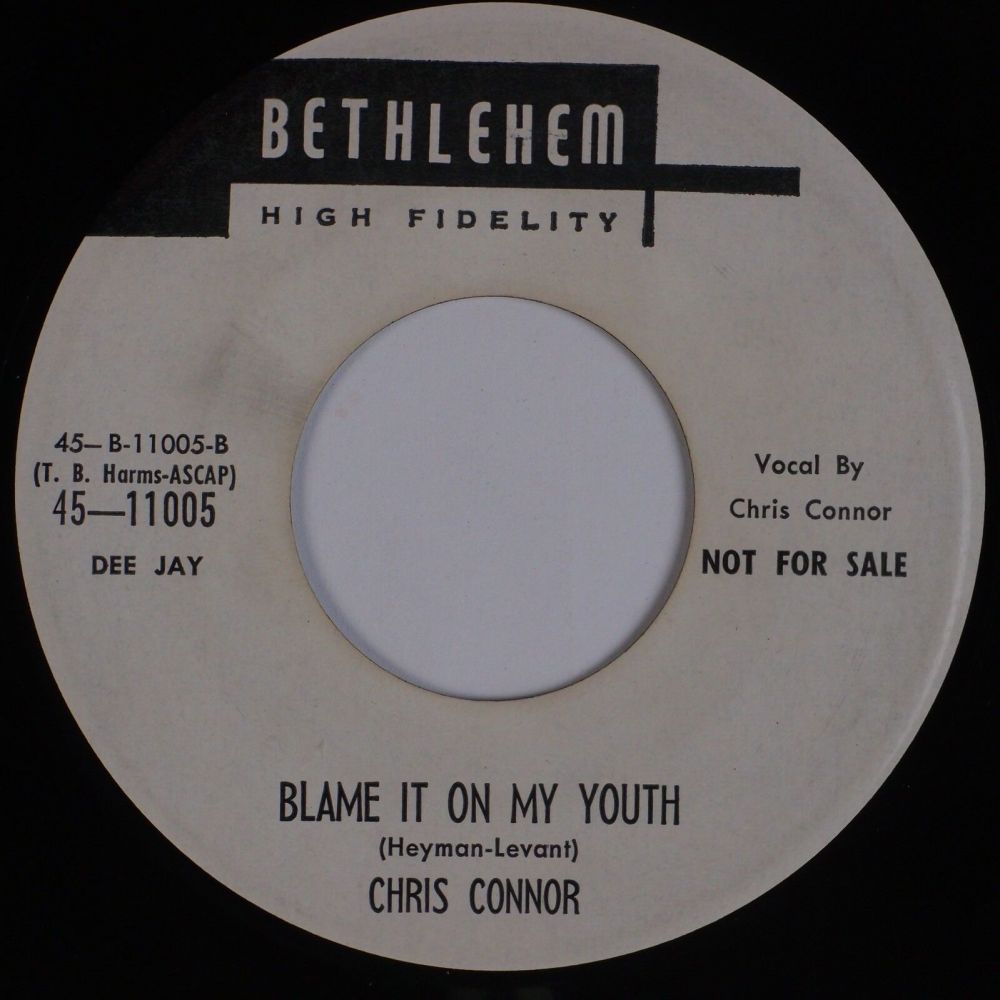 BETHLEHEM
HIGH FIDELITY
45—B-11005-B
(T. B. Harms-ASCAP)
45—11005
DEE JAY
Vocal By
Chris Connor
NOT FOR SALE
BLAME IT ON MY YOUTH
(Heyman-Levant)
CHRIS CONNOR